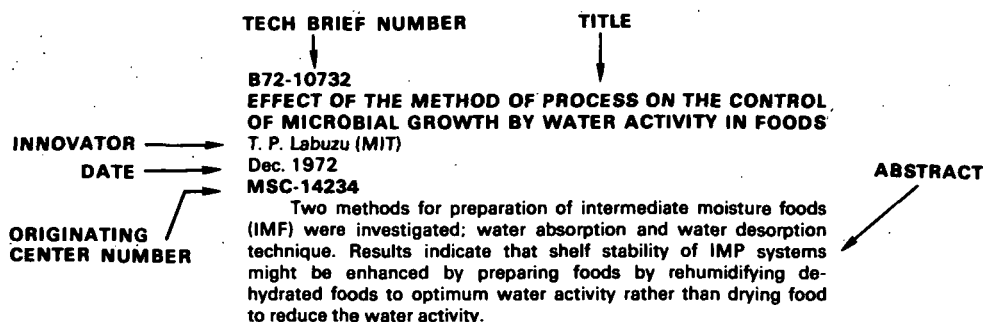 TECH BRIEF NUMBER
TITLE
B72-10732
EFFECT OF THE METHOD OF PROCESS ON THE CONTROL
OF MICROBIAL GROWTH BY WATER ACTIVITY IN FOODS
INNOVATOR
T. P. Labuzu (MIT)
DATE
Dec. 1972
ABSTRACT
MSC-14234
ORIGINATING
CENTER NUMBER
Two methods for preparation of intermediate moisture foods
(IMF) were investigated; water absorption and water desorption
technique. Results indicate that shelf stability of IMP systems
might be enhanced by preparing foods by rehumidifying de-
hydrated foods to optimum water activity rather than drying food
to reduce the water activity.